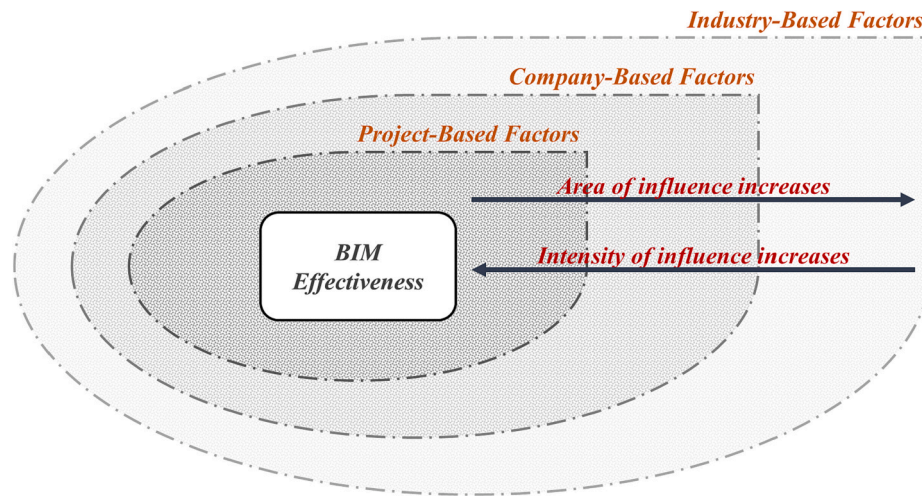 Industry-Based Factors
Company-Based Factors
Project-Based Factors
Area of influence increases
BIM
Effectiveness
Intensity of influence increases